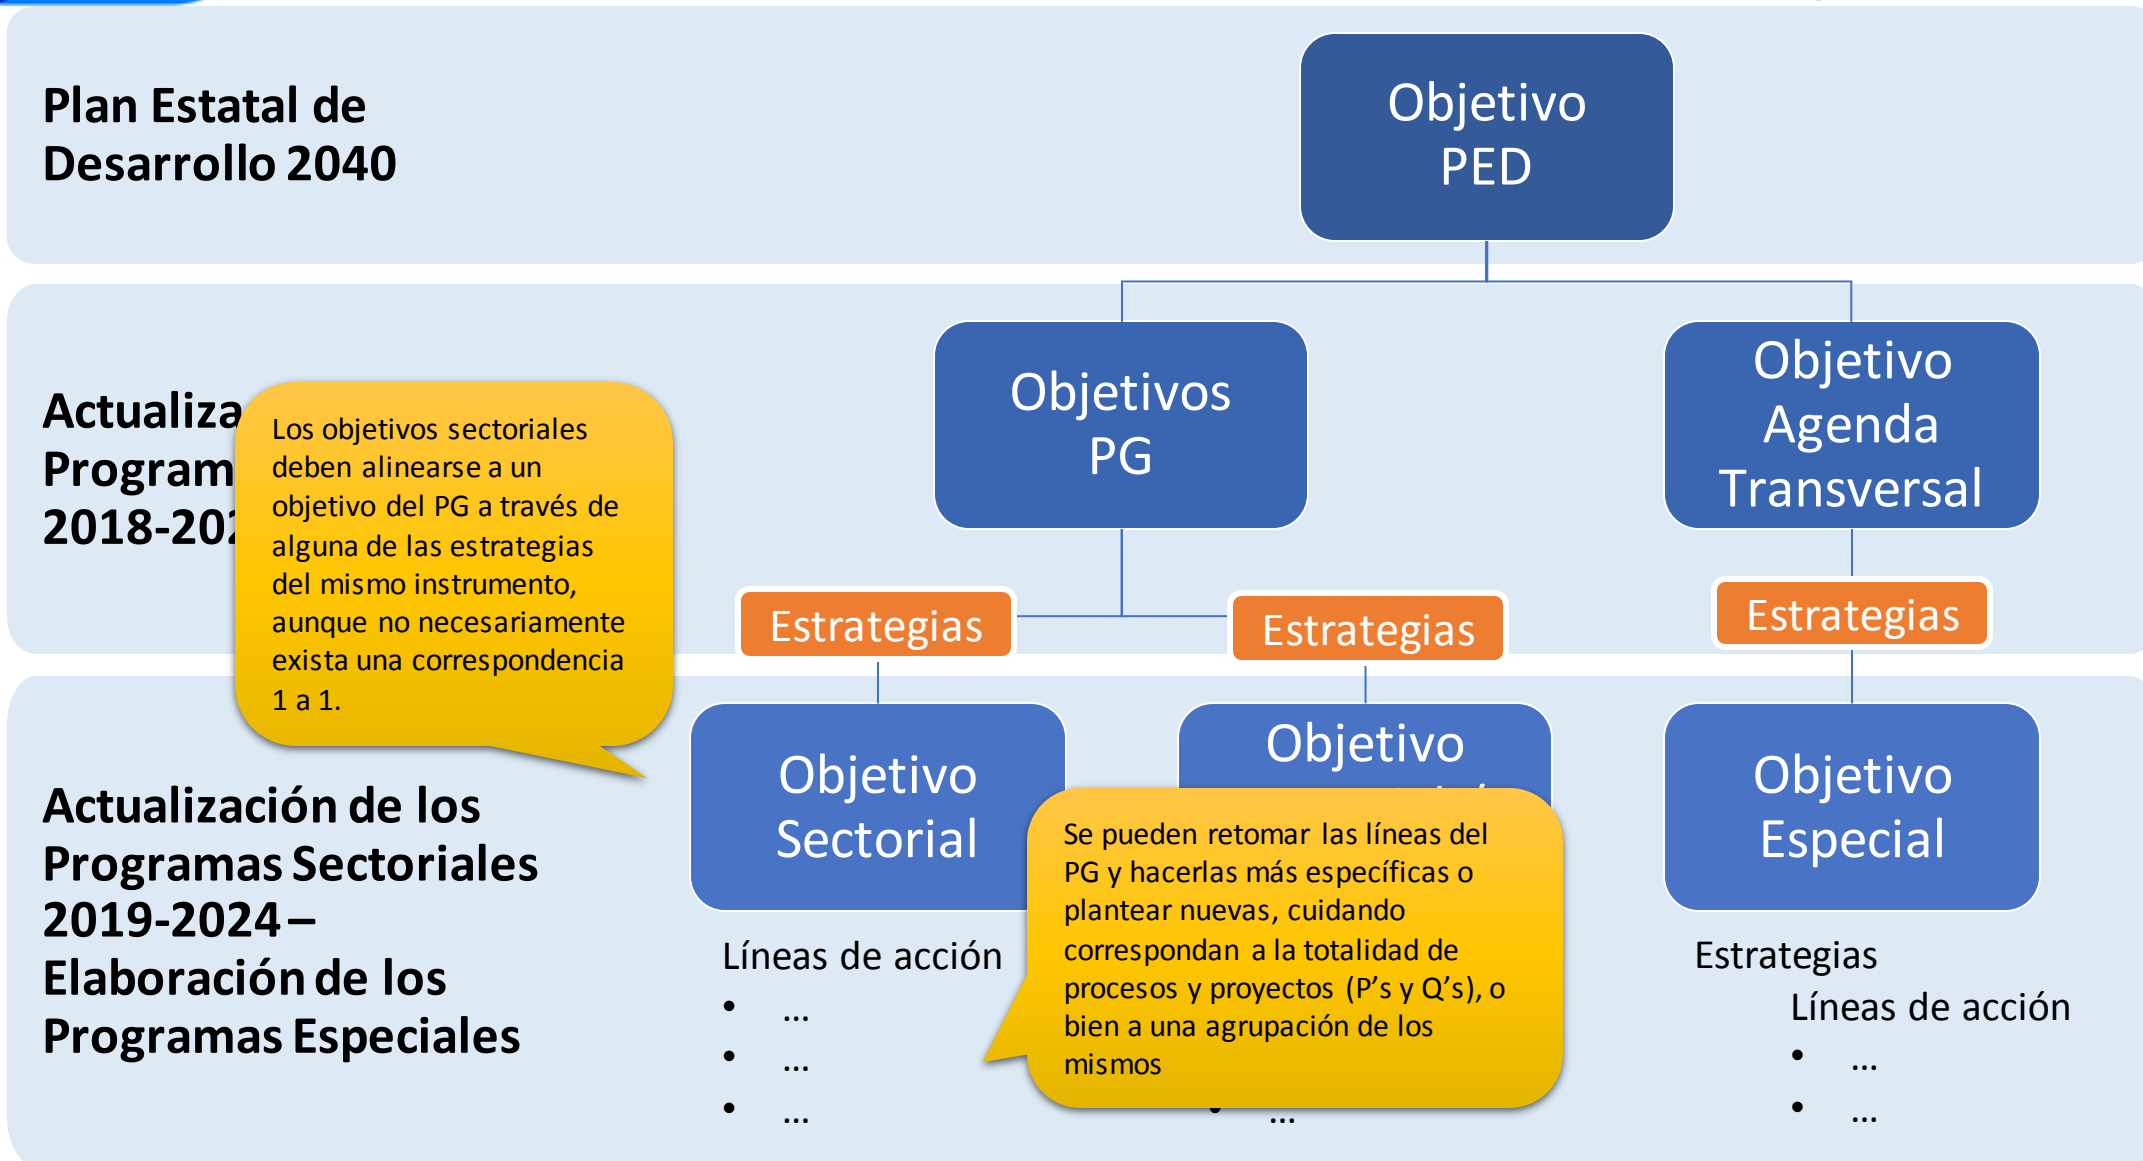 Plan Estatal de
Desarrollo 2040
Objetivo
PED
Objetivos
PG
Objetivo
Agenda
Transversal
Los objetivos sectoriales
deben alinearse a un
objetivo del PG a través de
alguna de las estrategias
del mismo instrumento,
aunque no necesariamente
exista una correspondencia
1 a 1.
Estrategias
Estrategias
Estrategias
Actualización de los
Programas Sectoriales
2019-2024 –
Elaboración de los
Programas Especiales
Objetivo
Sectorial
Objetivo
Objetivo
Especial
Se pueden retomar las líneas del
PG y hacerlas más específicas o
plantear nuevas, cuidando
correspondan a la totalidad de
procesos y proyectos (P's y Q's), o
bien a una agrupación de los
mismos
Líneas de acción
• ...
• ...
• ...
• ...
Estrategias
Líneas de acción
• ...
• ...